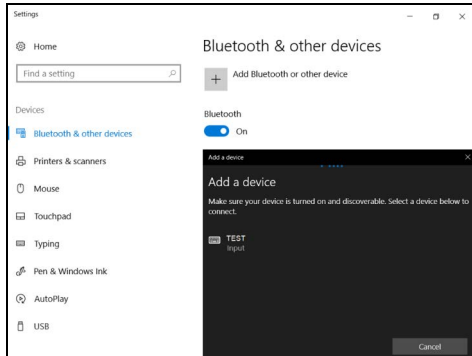 Settings
Home
Find a setting
Devices
Bluetooth & other devices
Printers & scanners
Mouse
Touchpad
Typing
Pen & Windows Ink
AutoPlay
USB
Bluetooth & other devices
Add Bluetooth or other device
Bluetooth
On
Add a device
Add a device
Make sure your device is turned on and discoverable. Select a device below to
connect.
TEST
Input
Cancel